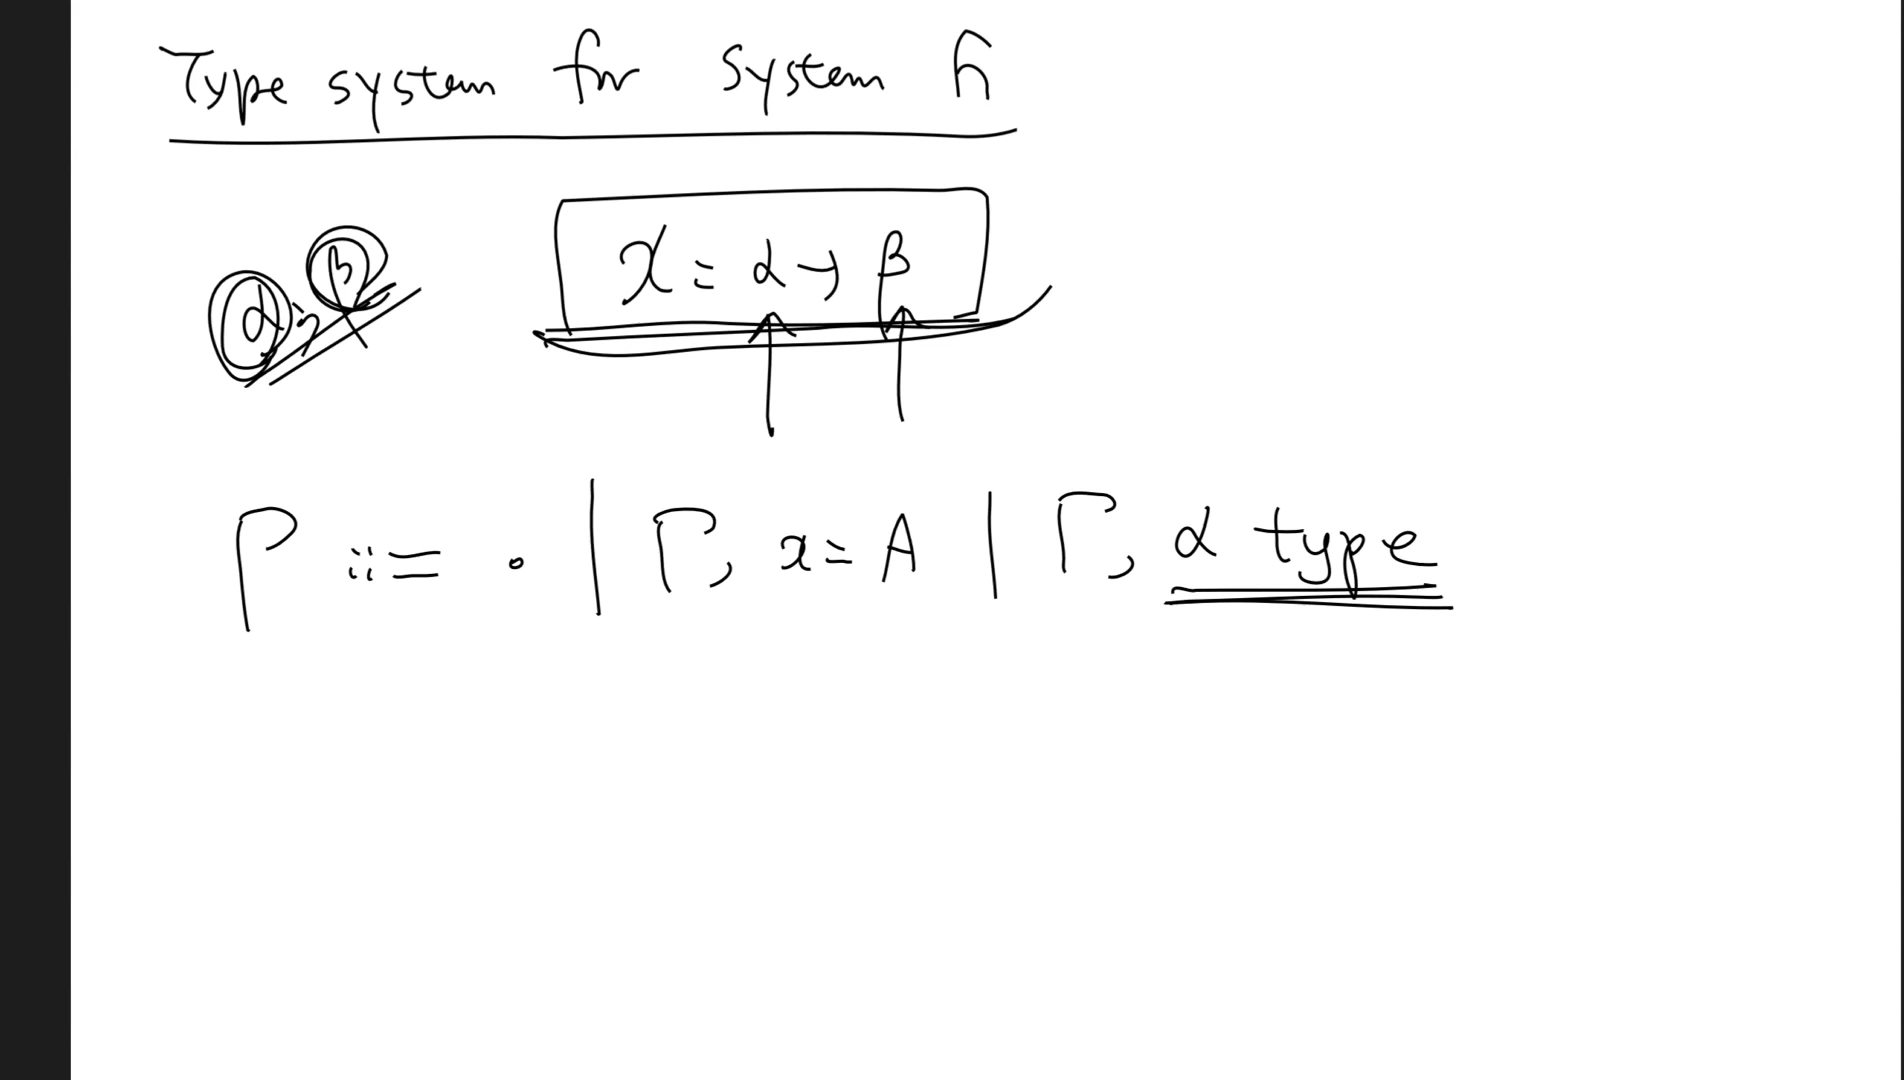 Type system for system F
α, β
x : α → β
Γ ::= · | Γ, x : A | Γ, α type